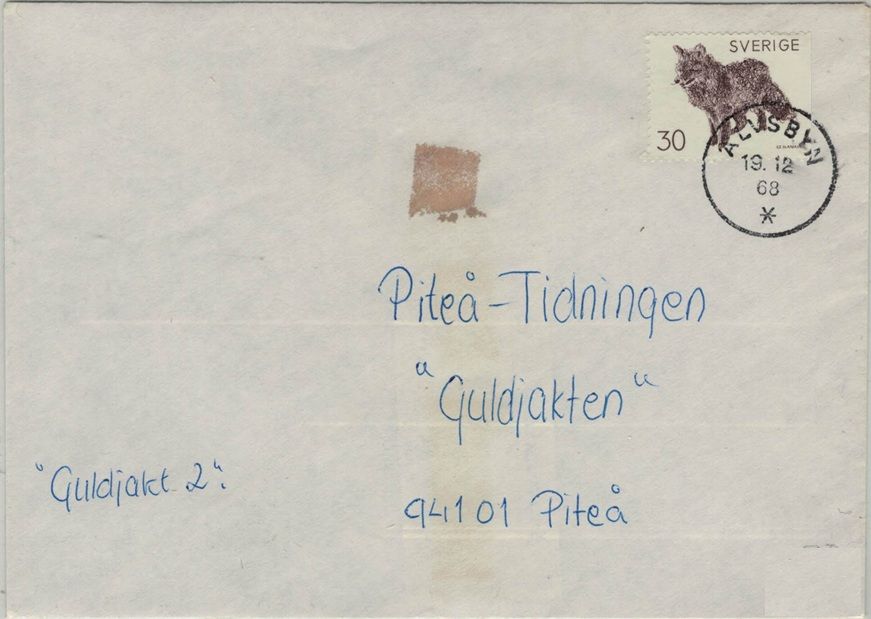 SVERIGE
30
ÄLVSBYN
19. 12
68
Piteå-Tidningen
"Guldjakten"
"Guldjakt 2".
94101 Piteå